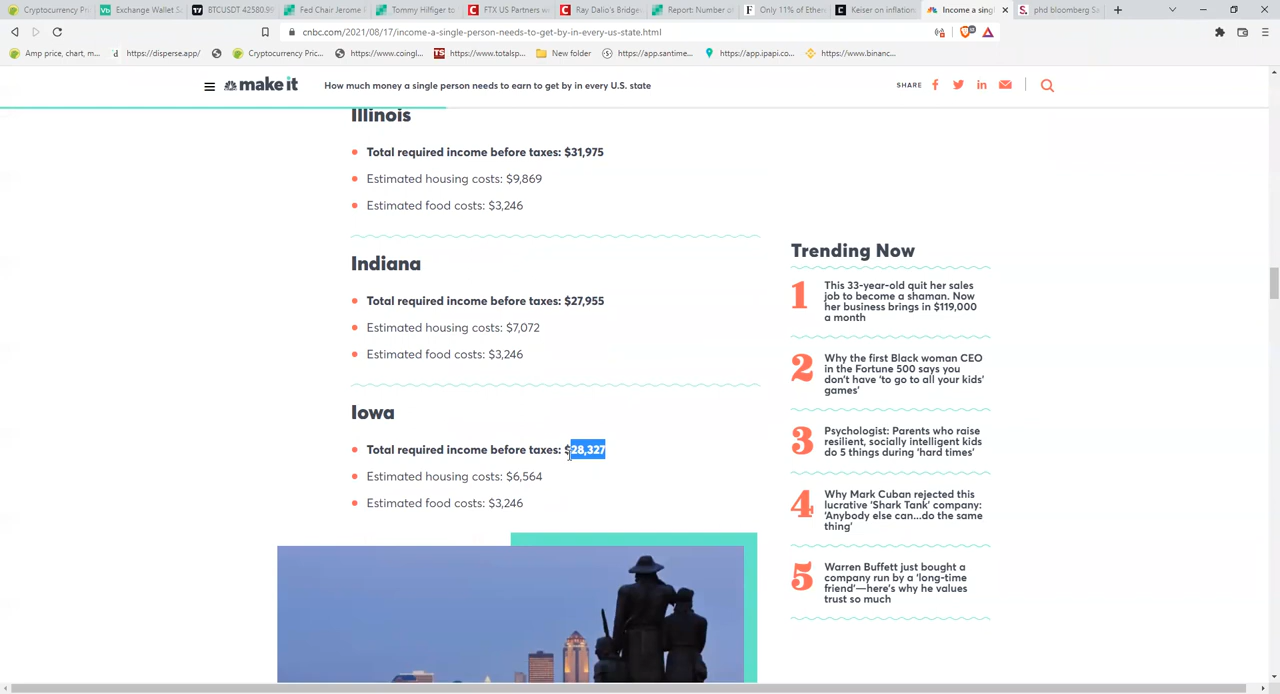 Cryptocurrency Pri
Exchange Wallet Sa
BTCUSDT 42580.99
Fed Chair Jerome P
Tommy Hilfiger to
FTX US Partners w
Ray Dalio's Bridge
Report: Number o
Only 11% of Ether
Keiser on inflation
Income a singl
phd bloomberg Sa
cnbc.com/2021/08/17/income-a-single-person-needs-to-get-by-in-every-us-state.html
Amp price, chart, m...
https://disperse.app/
Cryptocurrency Pric...
https://www.coingl...
https://www.totalsp...
New folder
https://app.santime...
https://app.ipapi.co...
https://www.binanc...
make it
How much money a single person needs to earn to get by in every U.S. state
SHARE
Illinois
Total required income before taxes: $31,975
Estimated housing costs: $9,869
Estimated food costs: $3,246
Indiana
Total required income before taxes: $27,955
Estimated housing costs: $7,072
Estimated food costs: $3,246
Iowa
Total required income before taxes: $28,327
Estimated housing costs: $6,564
Estimated food costs: $3,246
Trending Now
1
This 33-year-old quit her sales
job to become a shaman. Now
her business brings in $119,000
a month
2
Why the first Black woman CEO
in the Fortune 500 says you
don't have 'to go to all your kids'
games'
3
Psychologist: Parents who raise
resilient, socially intelligent kids
do 5 things during 'hard times'
4
Why Mark Cuban rejected this
lucrative 'Shark Tank' company:
'Anybody else can...do the same
thing'
5
Warren Buffett just bought a
company run by a 'long-time
friend'—here's why he values
trust so much